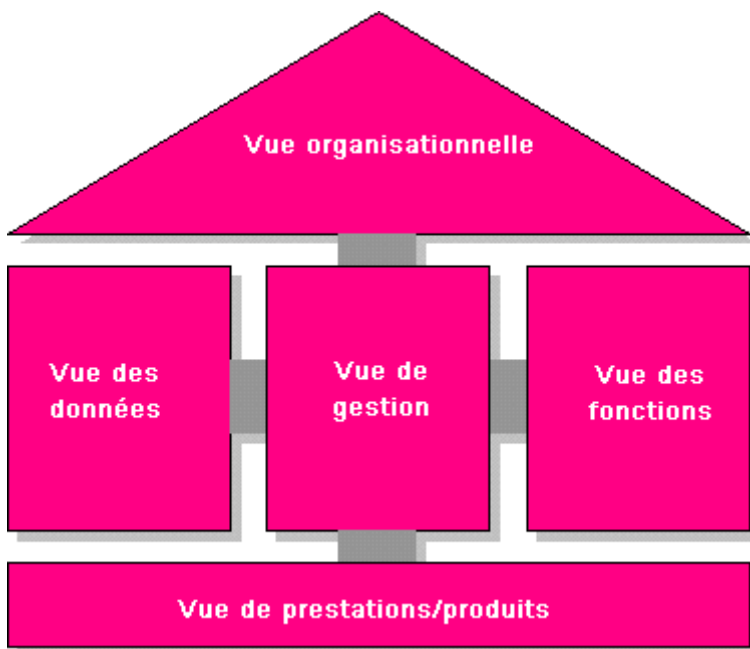 Vue organisationnelle
Vue des
données
Vue de
gestion
Vue des
fonctions
Vue de prestations/produits